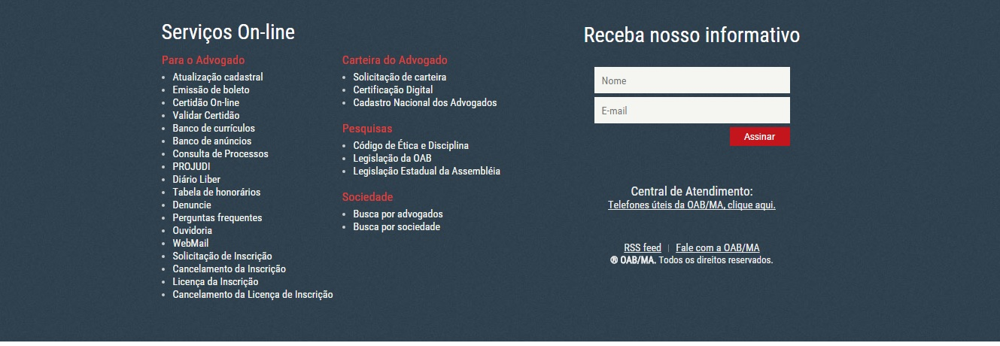 Serviços On-line
Para o Advogado
Atualização cadastral
Emissão de boleto
Certidão On-line
Validar Certidão
Banco de currículos
Banco de anúncios
Consulta de Processos
PROJUDI
Diário Liber
Tabela de honorários
Denuncie
Perguntas frequentes
Ouvidoria
WebMail
Solicitação de Inscrição
Cancelamento da Inscrição
Licença da Inscrição
Cancelamento da Licença de Inscrição
Carteira do Advogado
Solicitação de carteira
Certificação Digital
Cadastro Nacional dos Advogados
Pesquisas
Código de Ética e Disciplina
Legislação da OAB
Legislação Estadual da Assembléia
Sociedade
Busca por advogados
Busca por sociedade
Receba nosso informativo
Nome
E-mail
Assinar
Central de Atendimento:
Telefones úteis da OAB/MA, clique aqui.
RSS feed | Fale com a OAB/MA
® OAB/MA. Todos os direitos reservados.